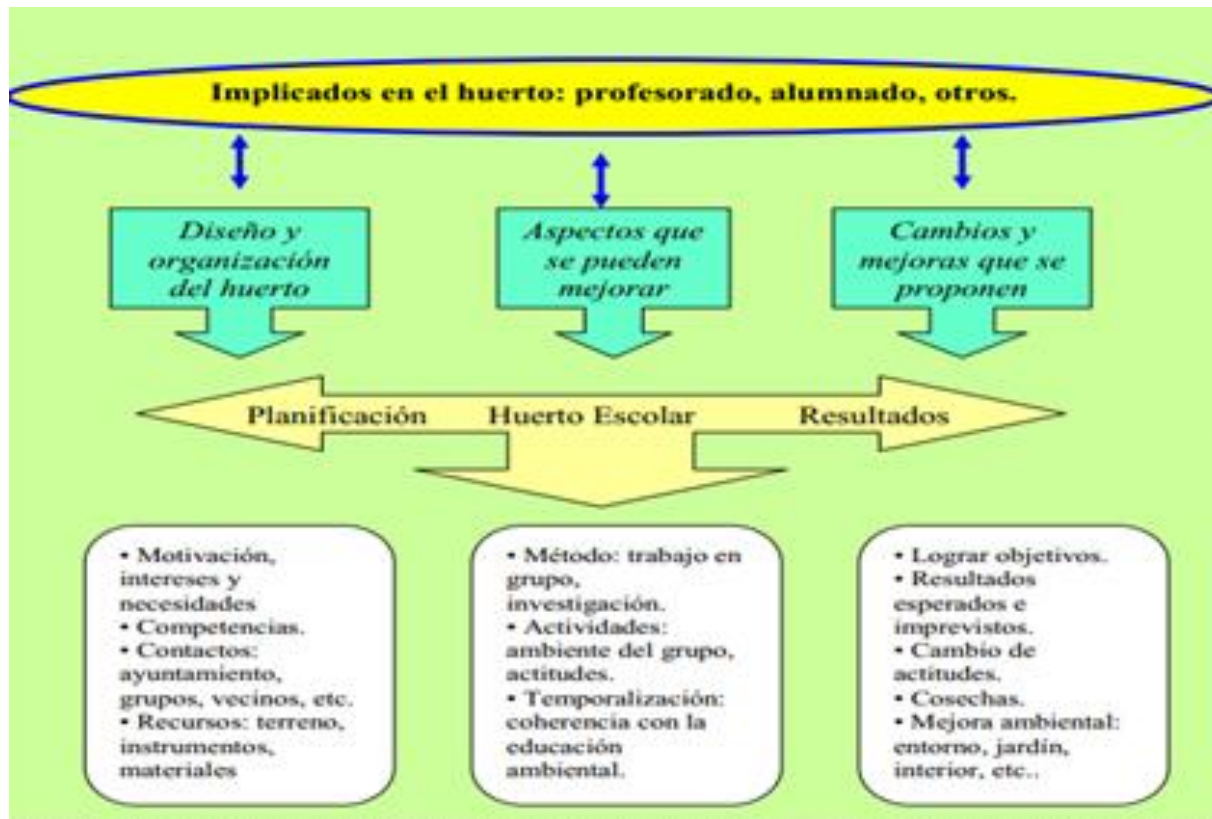 Implicados en el huerto: profesorado, alumnado, otros.
Diseño y
organización
del huerto
Aspectos que
se pueden
mejorar
Cambios y
mejoras que se
proponen
Planificación Huerto Escolar Resultados
• Motivación,
intereses y
necesidades
• Competencias.
• Contactos:
ayuntamiento,
grupos, vecinos, etc.
• Recursos: terreno,
instrumentos,
materiales
• Método: trabajo en
grupo,
investigación.
• Actividades:
ambiente del grupo,
actitudes.
• Temporalización:
coherencia con la
educación
ambiental.
• Lograr objetivos.
• Resultados
esperados e
imprevistos.
• Cambio de
actitudes.
• Cosechas.
• Mejora ambiental:
entorno, jardín,
interior, etc..